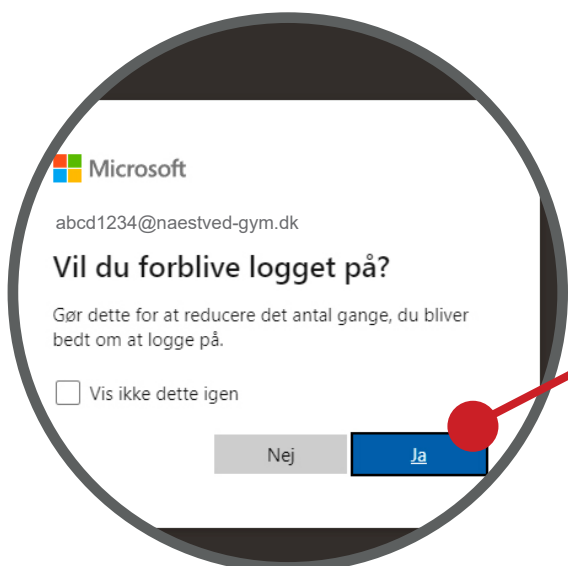 Microsoft
abcd1234@naestved-gym.dk
Vil du forblive logget på?
Gør dette for at reducere det antal gange, du bliver
bedt om at logge på.
Vis ikke dette igen
Nej
Ja